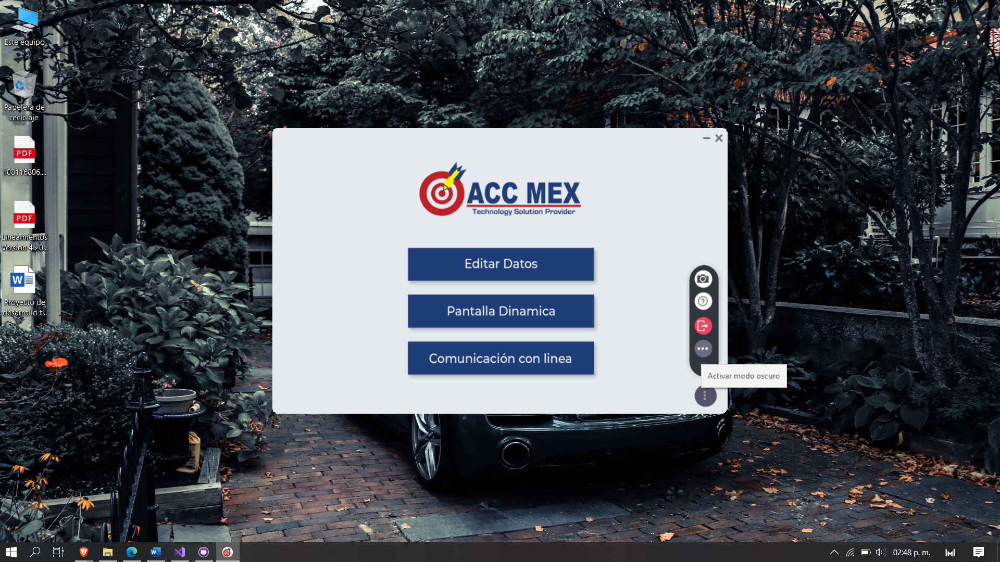 Este equipo
Papelera de
reciclaje
PDF
108116806....
PDF
Lineamientos
Version 4 20...
W
Proyecto de
desarrollo t...
ACC MEX
Technology Solution Provider
Editar Datos
Pantalla Dinamica
Comunicación con linea
Activar modo oscuro
02:48 p. m.